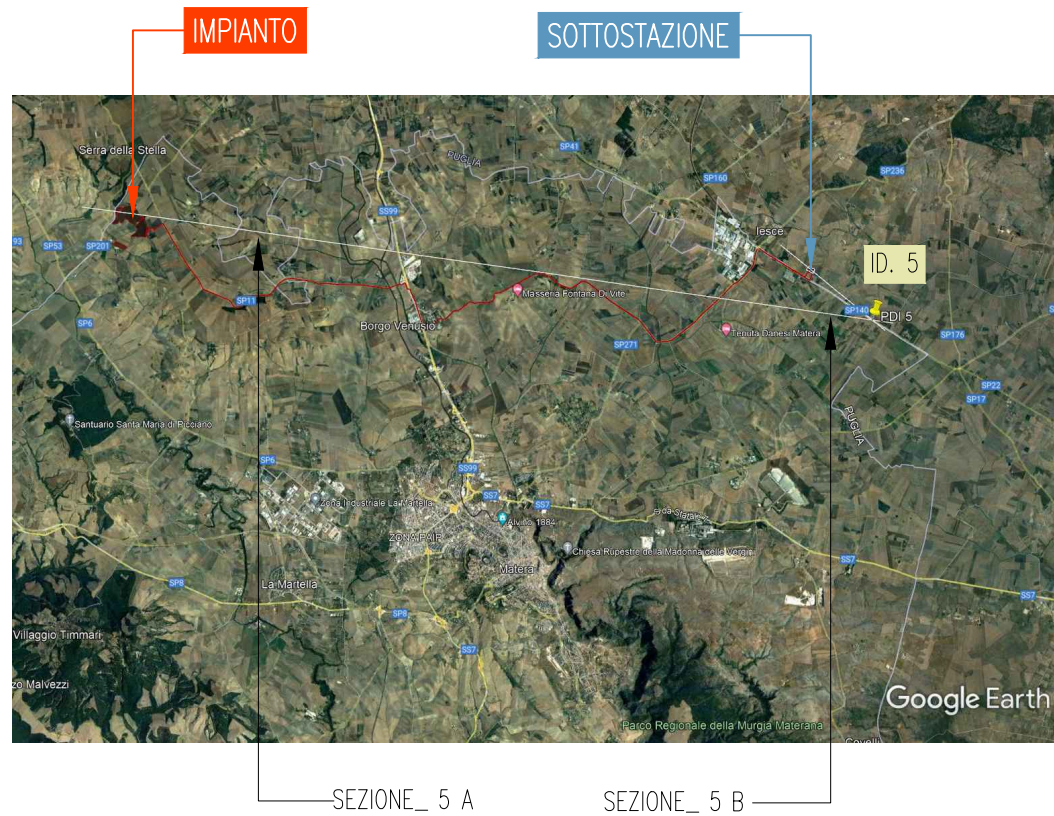 IMPIANTO
SOTTOSTAZIONE
Serra della Stella
PUGLIA
SP41
SP160
SP236
SS99
Iesce
ID. 5
93
SP53
SP201
SP11
Masseria Fontana Di Vite
SP140
PDI 5
SP6
Borgo Venusio
SP271
Tenuta Danesi Matera
SP176
SP22
SP17
PUGLIA
Santuario Santa Maria di Picciano
SP6
SS99
Zona Industriale La Martella
SS7
SS7
Alvino 1884
ZONA PAIP
Chiesa Rupestre della Madonna delle Vergini
Matera
SS7
SP8
La Martella
SS7
SP8
Villaggio Timmari
SS7
zo Malvezzi
Google Earth
Parco Regionale della Murgia Materana
Covelli
SEZIONE_ 5 A
SEZIONE_ 5 B